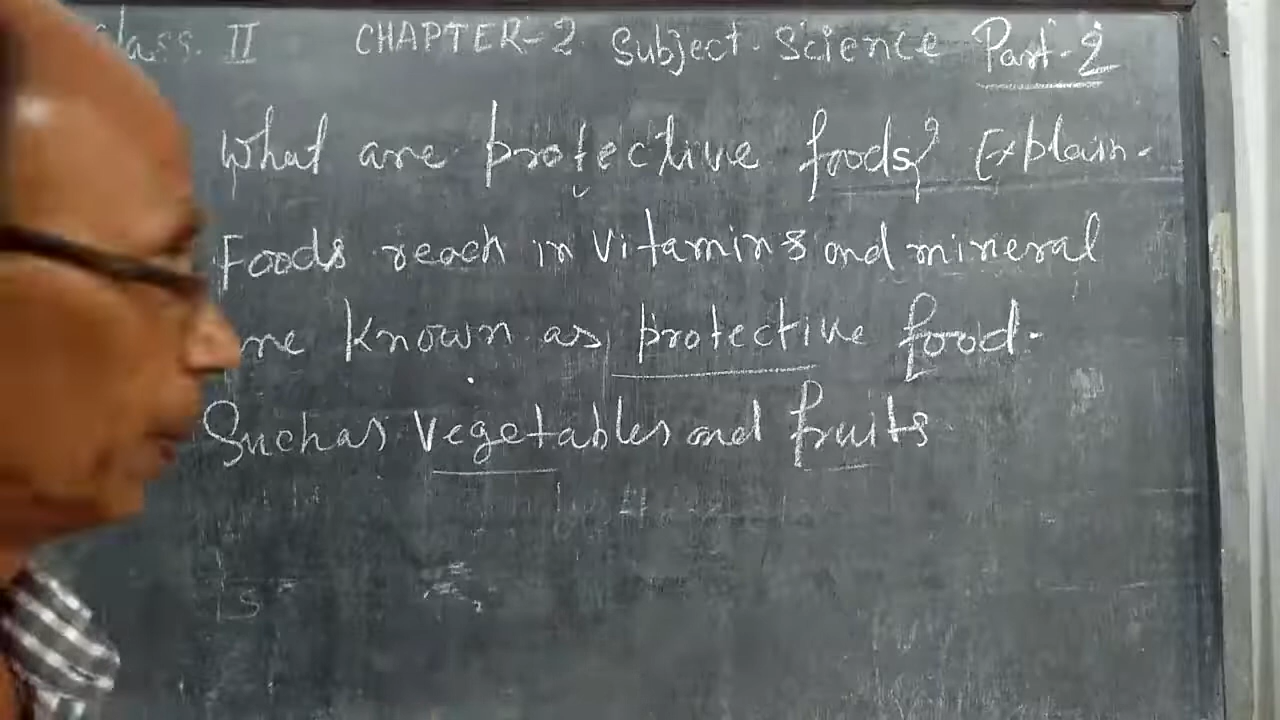 Class. II CHAPTER-2 Subject. Science Part-2
What are protective foods? Explain.
Foods reach in Vitamins and mineral
are known as protective food.
Such as vegetables and fruits